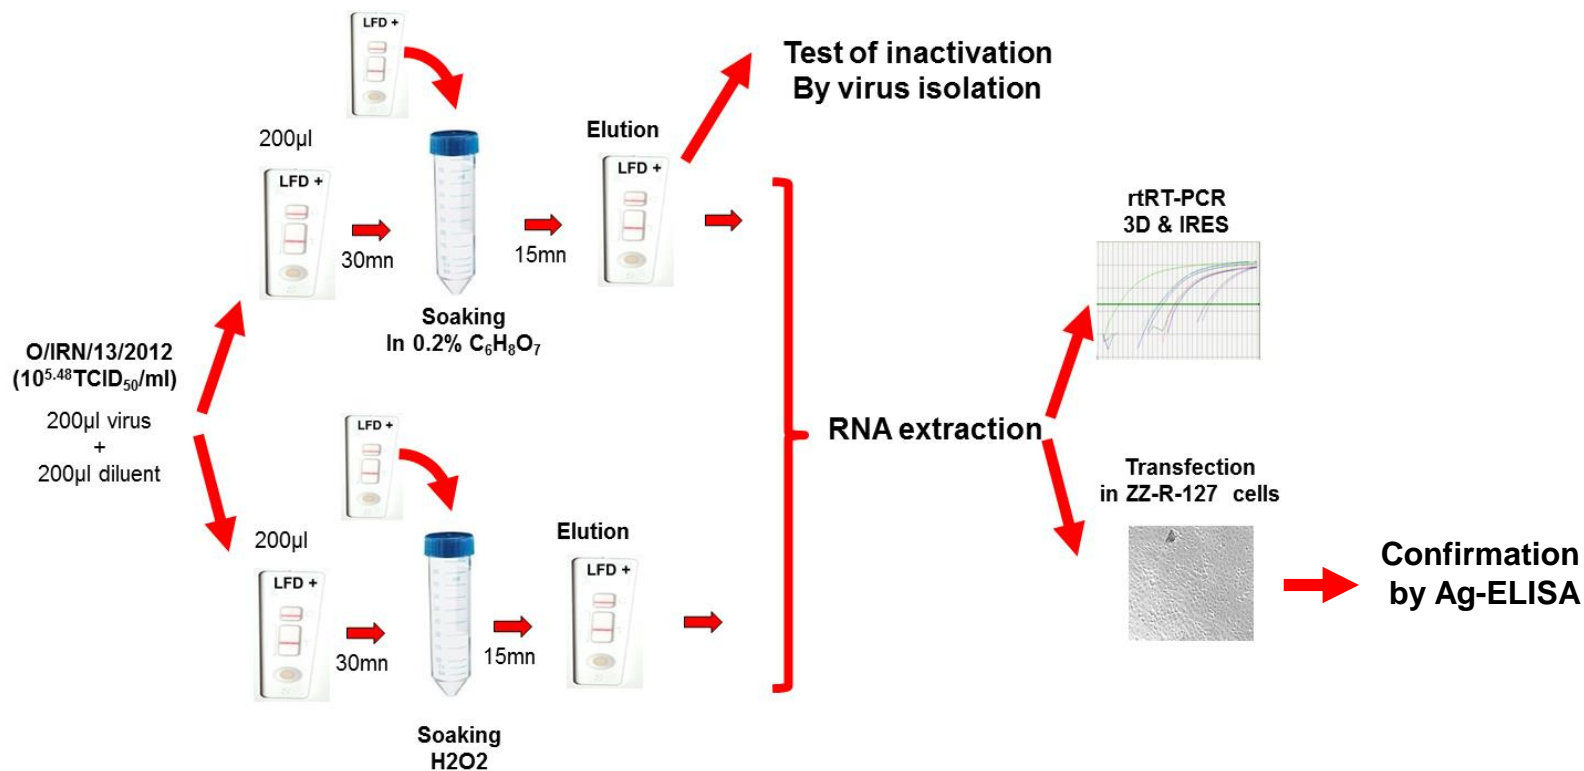 O/IRN/13/2012
(10^5.48TCID50/ml)
200µl virus
+
200µl diluent
LFD +
200µl
LFD +
30mn
Soaking
In 0.2% C6H8O7
15mn
Elution
LFD +
Test of inactivation
By virus isolation
LFD +
200µl
LFD +
30mn
Soaking
H2O2
15mn
Elution
LFD +
RNA extraction
rtRT-PCR
3D & IRES
Transfection
in ZZ-R-127 cells
Confirmation
by Ag-ELISA